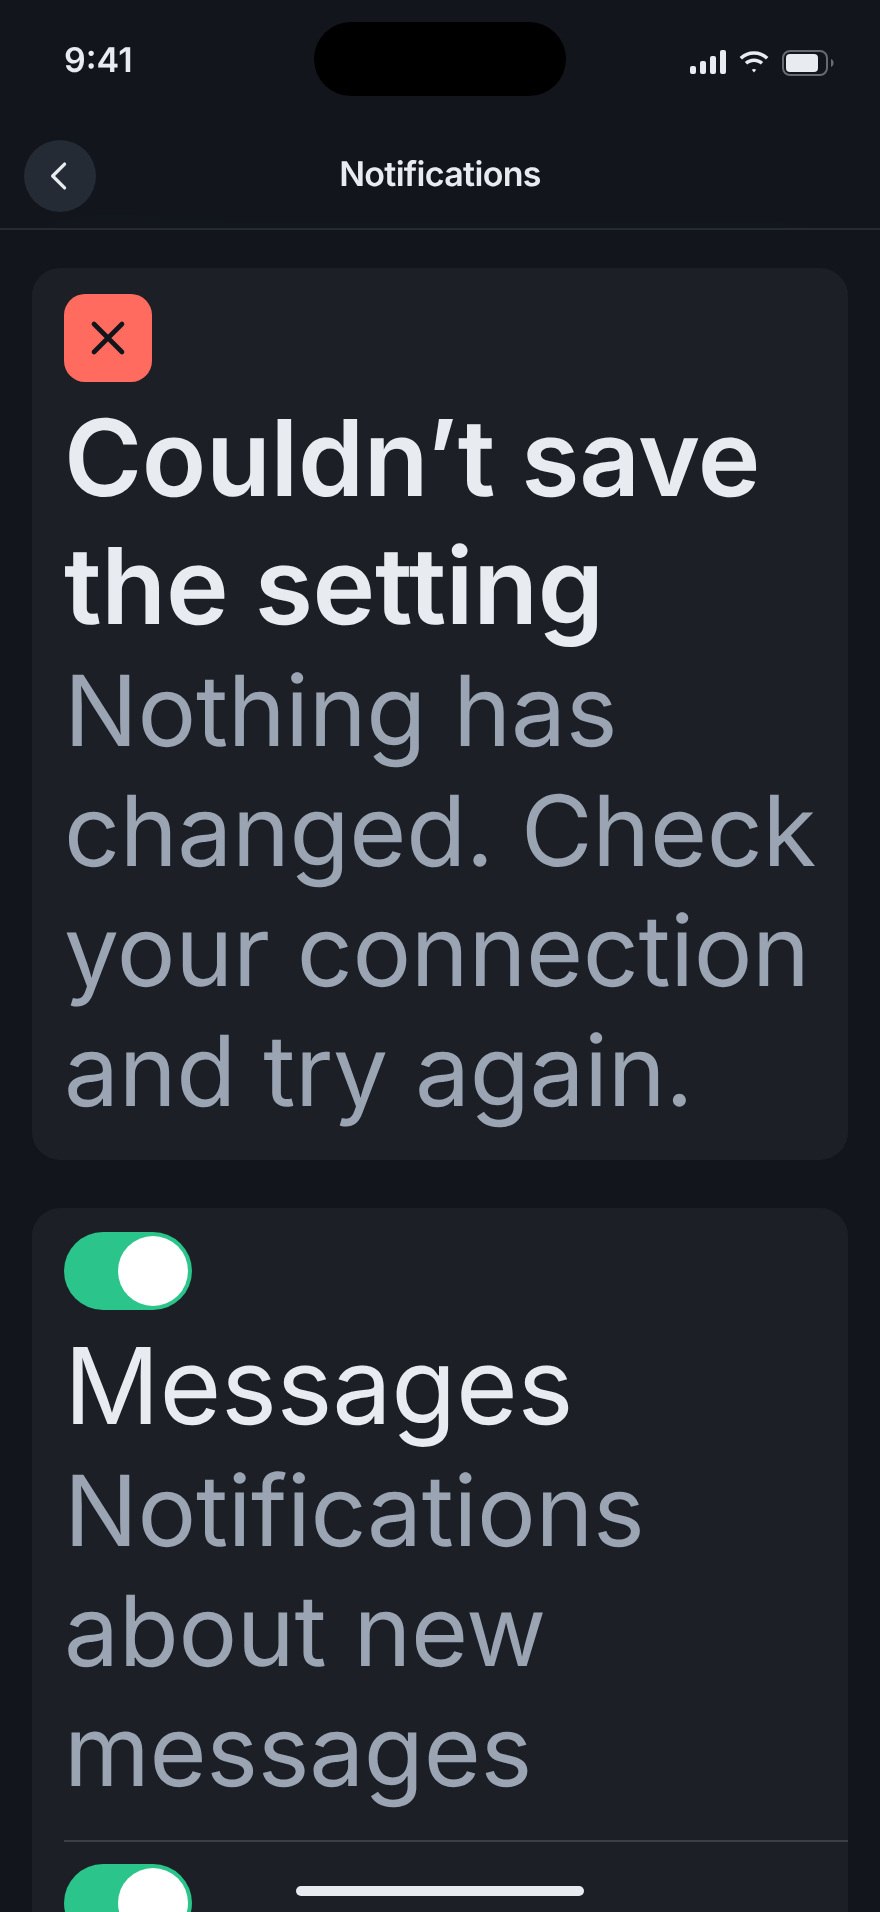 9:41
Notifications
Couldn’t save
the setting
Nothing has
changed. Check
your connection
and try again.
Messages
Notifications
about new
messages